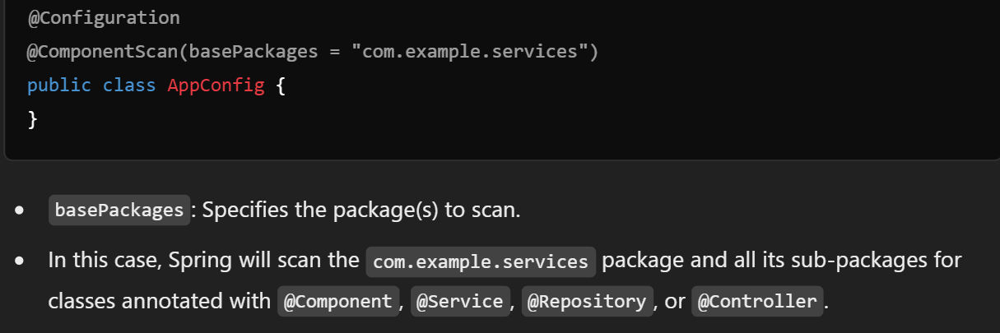 @Configuration
@ComponentScan(basePackages = "com.example.services")
public class AppConfig {
}
• basePackages: Specifies the package(s) to scan.
• In this case, Spring will scan the com.example.services package and all its sub-packages for
classes annotated with @Component, @Service, @Repository, or @Controller.